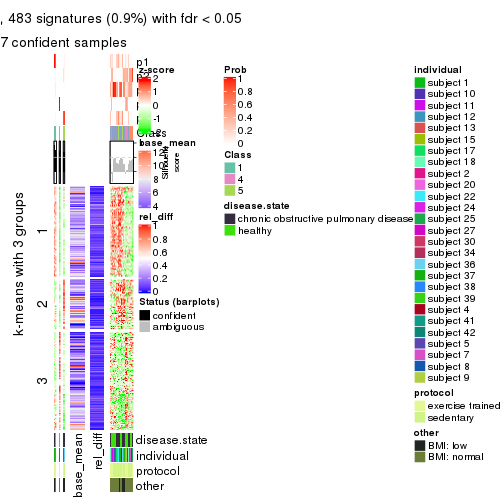 , 483 signatures (0.9%) with fdr < 0.05
7 confident samples
k-means with 3 groups
1
2
3
p1
Class
base_mean
rel_diff
disease.state
individual
protocol
other
Silhouette
score
z-score
2
1
0
-1
-2
base_mean
12
10
8
6
4
rel_diff
1
0.8
0.6
0.4
0.2
0
Status (barplots)
confident
ambiguous
Prob
1
0.8
0.6
0.4
0.2
0
Class
1
4
5
disease.state
chronic obstructive pulmonary disease
healthy
individual
subject 1
subject 10
subject 11
subject 12
subject 13
subject 15
subject 17
subject 18
subject 2
subject 20
subject 22
subject 24
subject 25
subject 27
subject 30
subject 34
subject 36
subject 37
subject 38
subject 39
subject 4
subject 41
subject 42
subject 5
subject 7
subject 8
subject 9
protocol
exercise trained
sedentary
other
BMI: low
BMI: normal